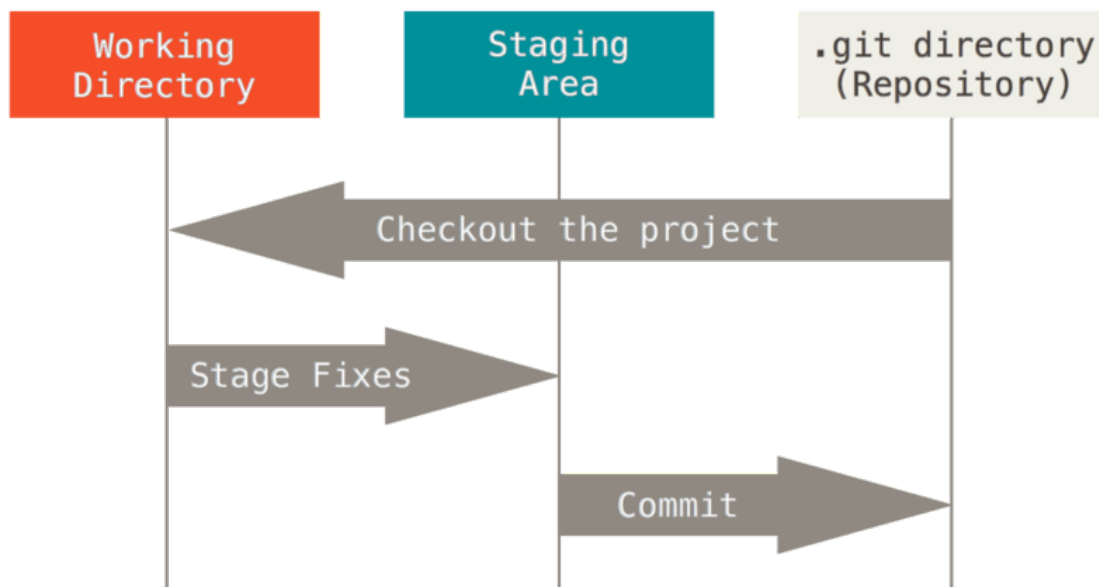 Working
Directory
Staging
Area
.git directory
(Repository)
Checkout the project
Stage Fixes
Commit